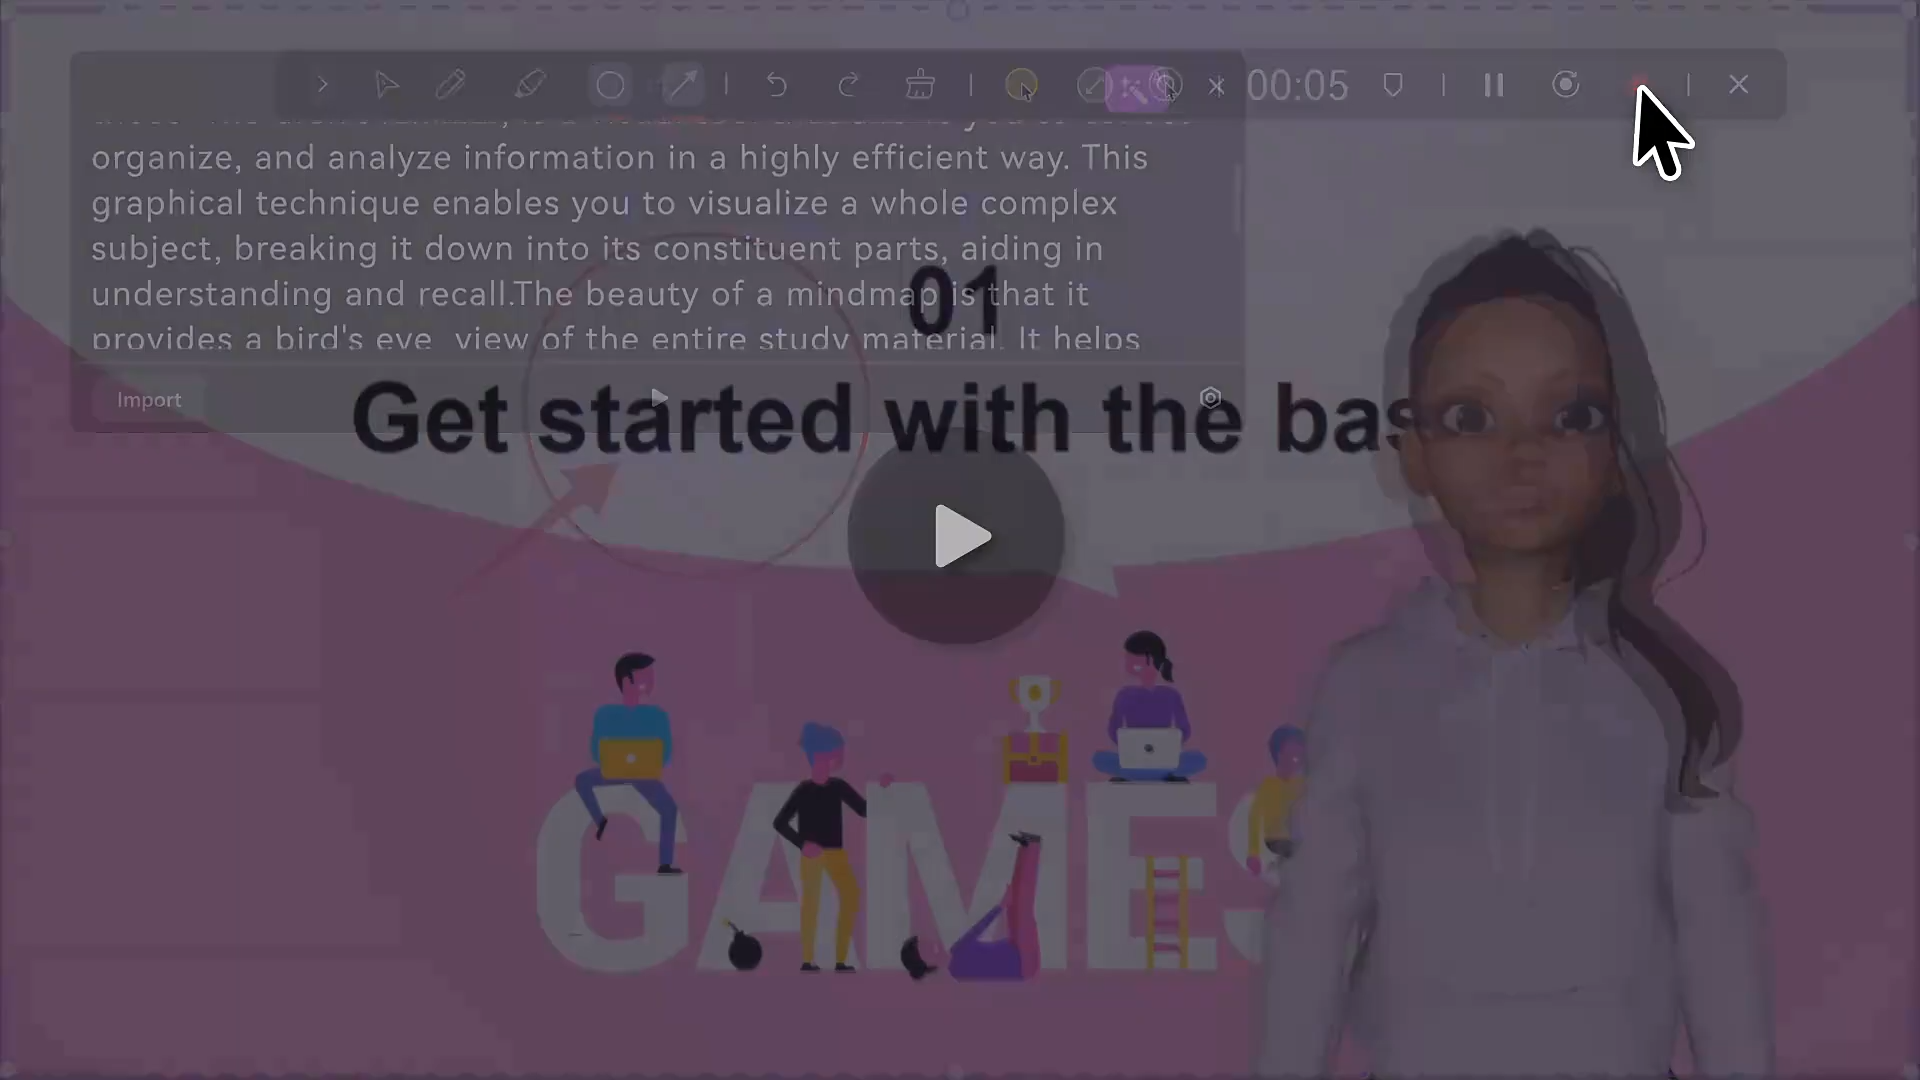 00:05
organize, and analyze information in a highly efficient way. This
graphical technique enables you to visualize a whole complex
subject, breaking it down into its constituent parts, aiding in
understanding and recall.The beauty of a mindmap is that it
provides a bird's eye view of the entire study material. It helps
Import
01
Get started with the bas
GAMES